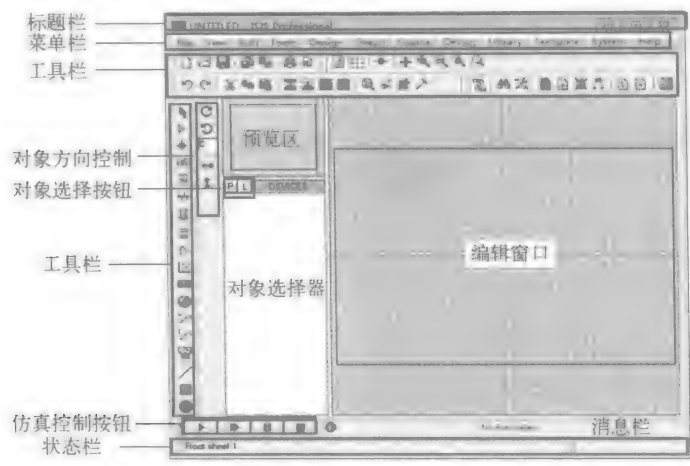 标题栏
UNTITLED - ISIS Professional
菜单栏
File View Edit Tools Design Graph Source Debug Library Template System Help
工具栏
预览区
对象方向控制
对象选择按钮
P L DEVICES
工具栏
对象选择器
编辑窗口
仿真控制按钮
消息栏
状态栏
Root sheet 1